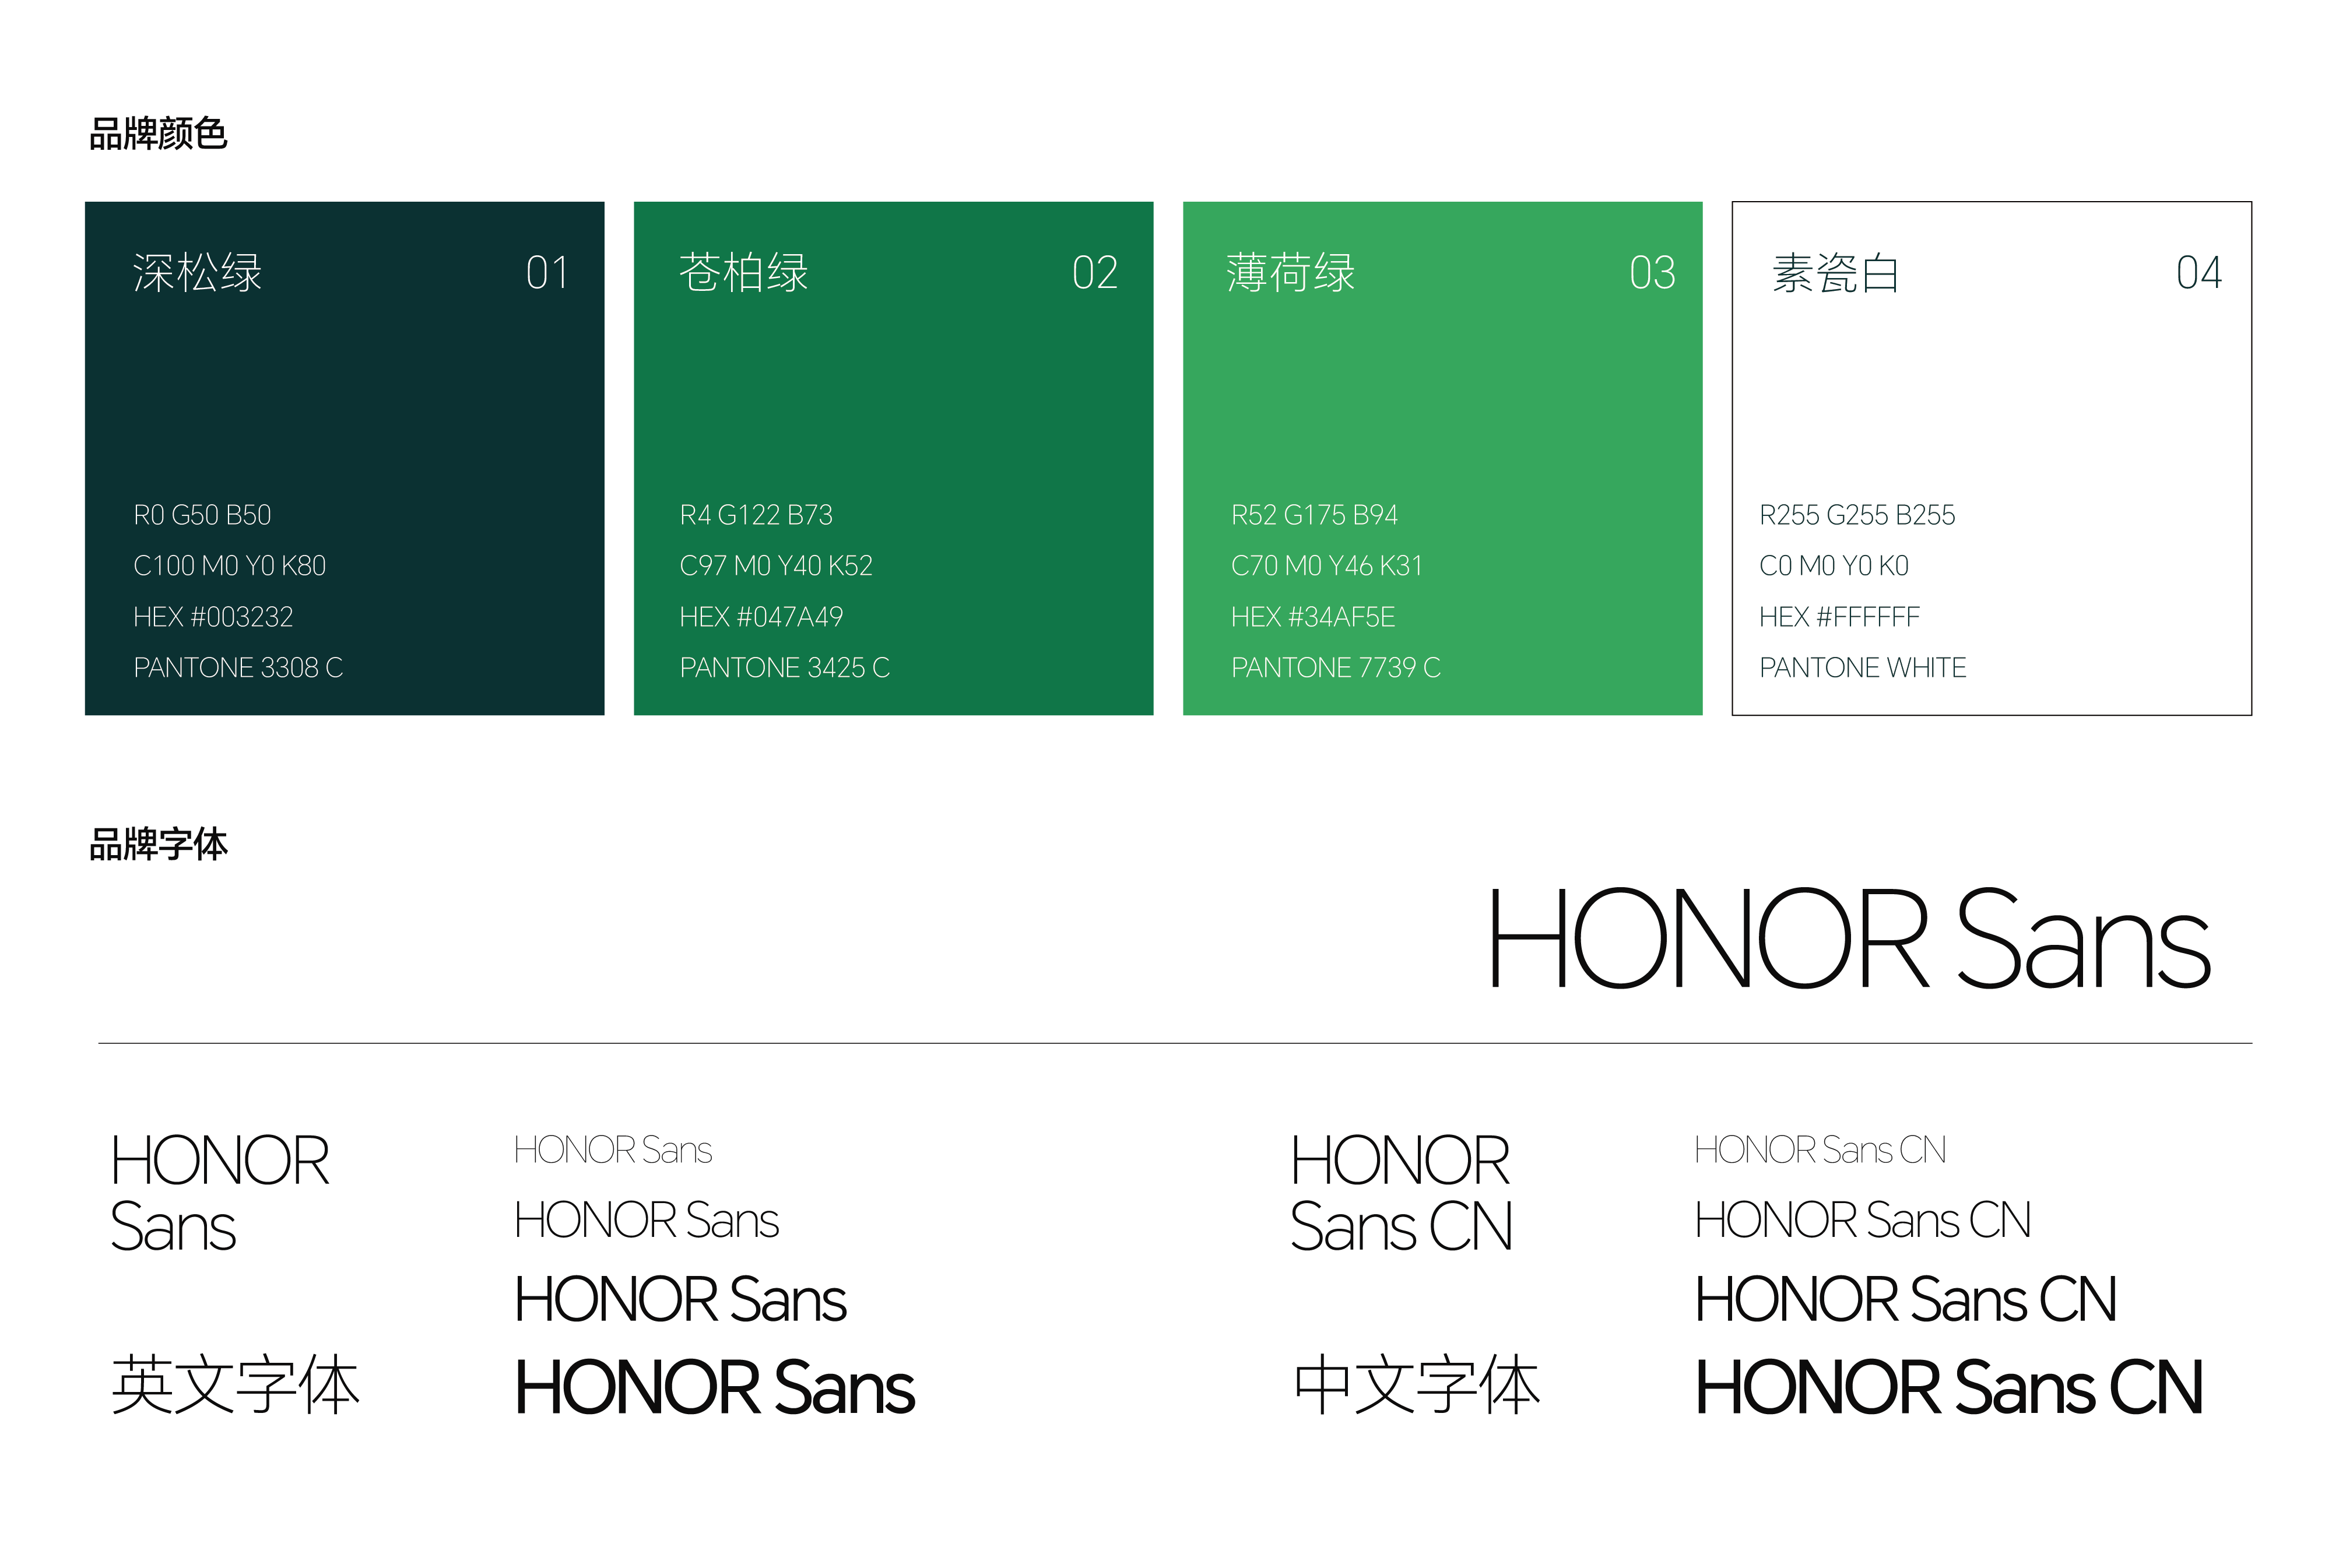 品牌颜色
深松绿 01
R0 G50 B50
C100 M0 Y0 K80
HEX #003232
PANTONE 3308 C
苍柏绿 02
R4 G122 B73
C97 M0 Y40 K52
HEX #047A49
PANTONE 3425 C
薄荷绿 03
R52 G175 B94
C70 M0 Y46 K31
HEX #34AF5E
PANTONE 7739 C
素瓷白 04
R255 G255 B255
C0 M0 Y0 K0
HEX #FFFFFF
PANTONE WHITE
品牌字体
HONOR Sans
HONOR
Sans
英文字体
HONOR Sans
HONOR Sans
HONOR Sans
HONOR Sans
HONOR
Sans CN
中文字体
HONOR Sans CN
HONOR Sans CN
HONOR Sans CN
HONOR Sans CN